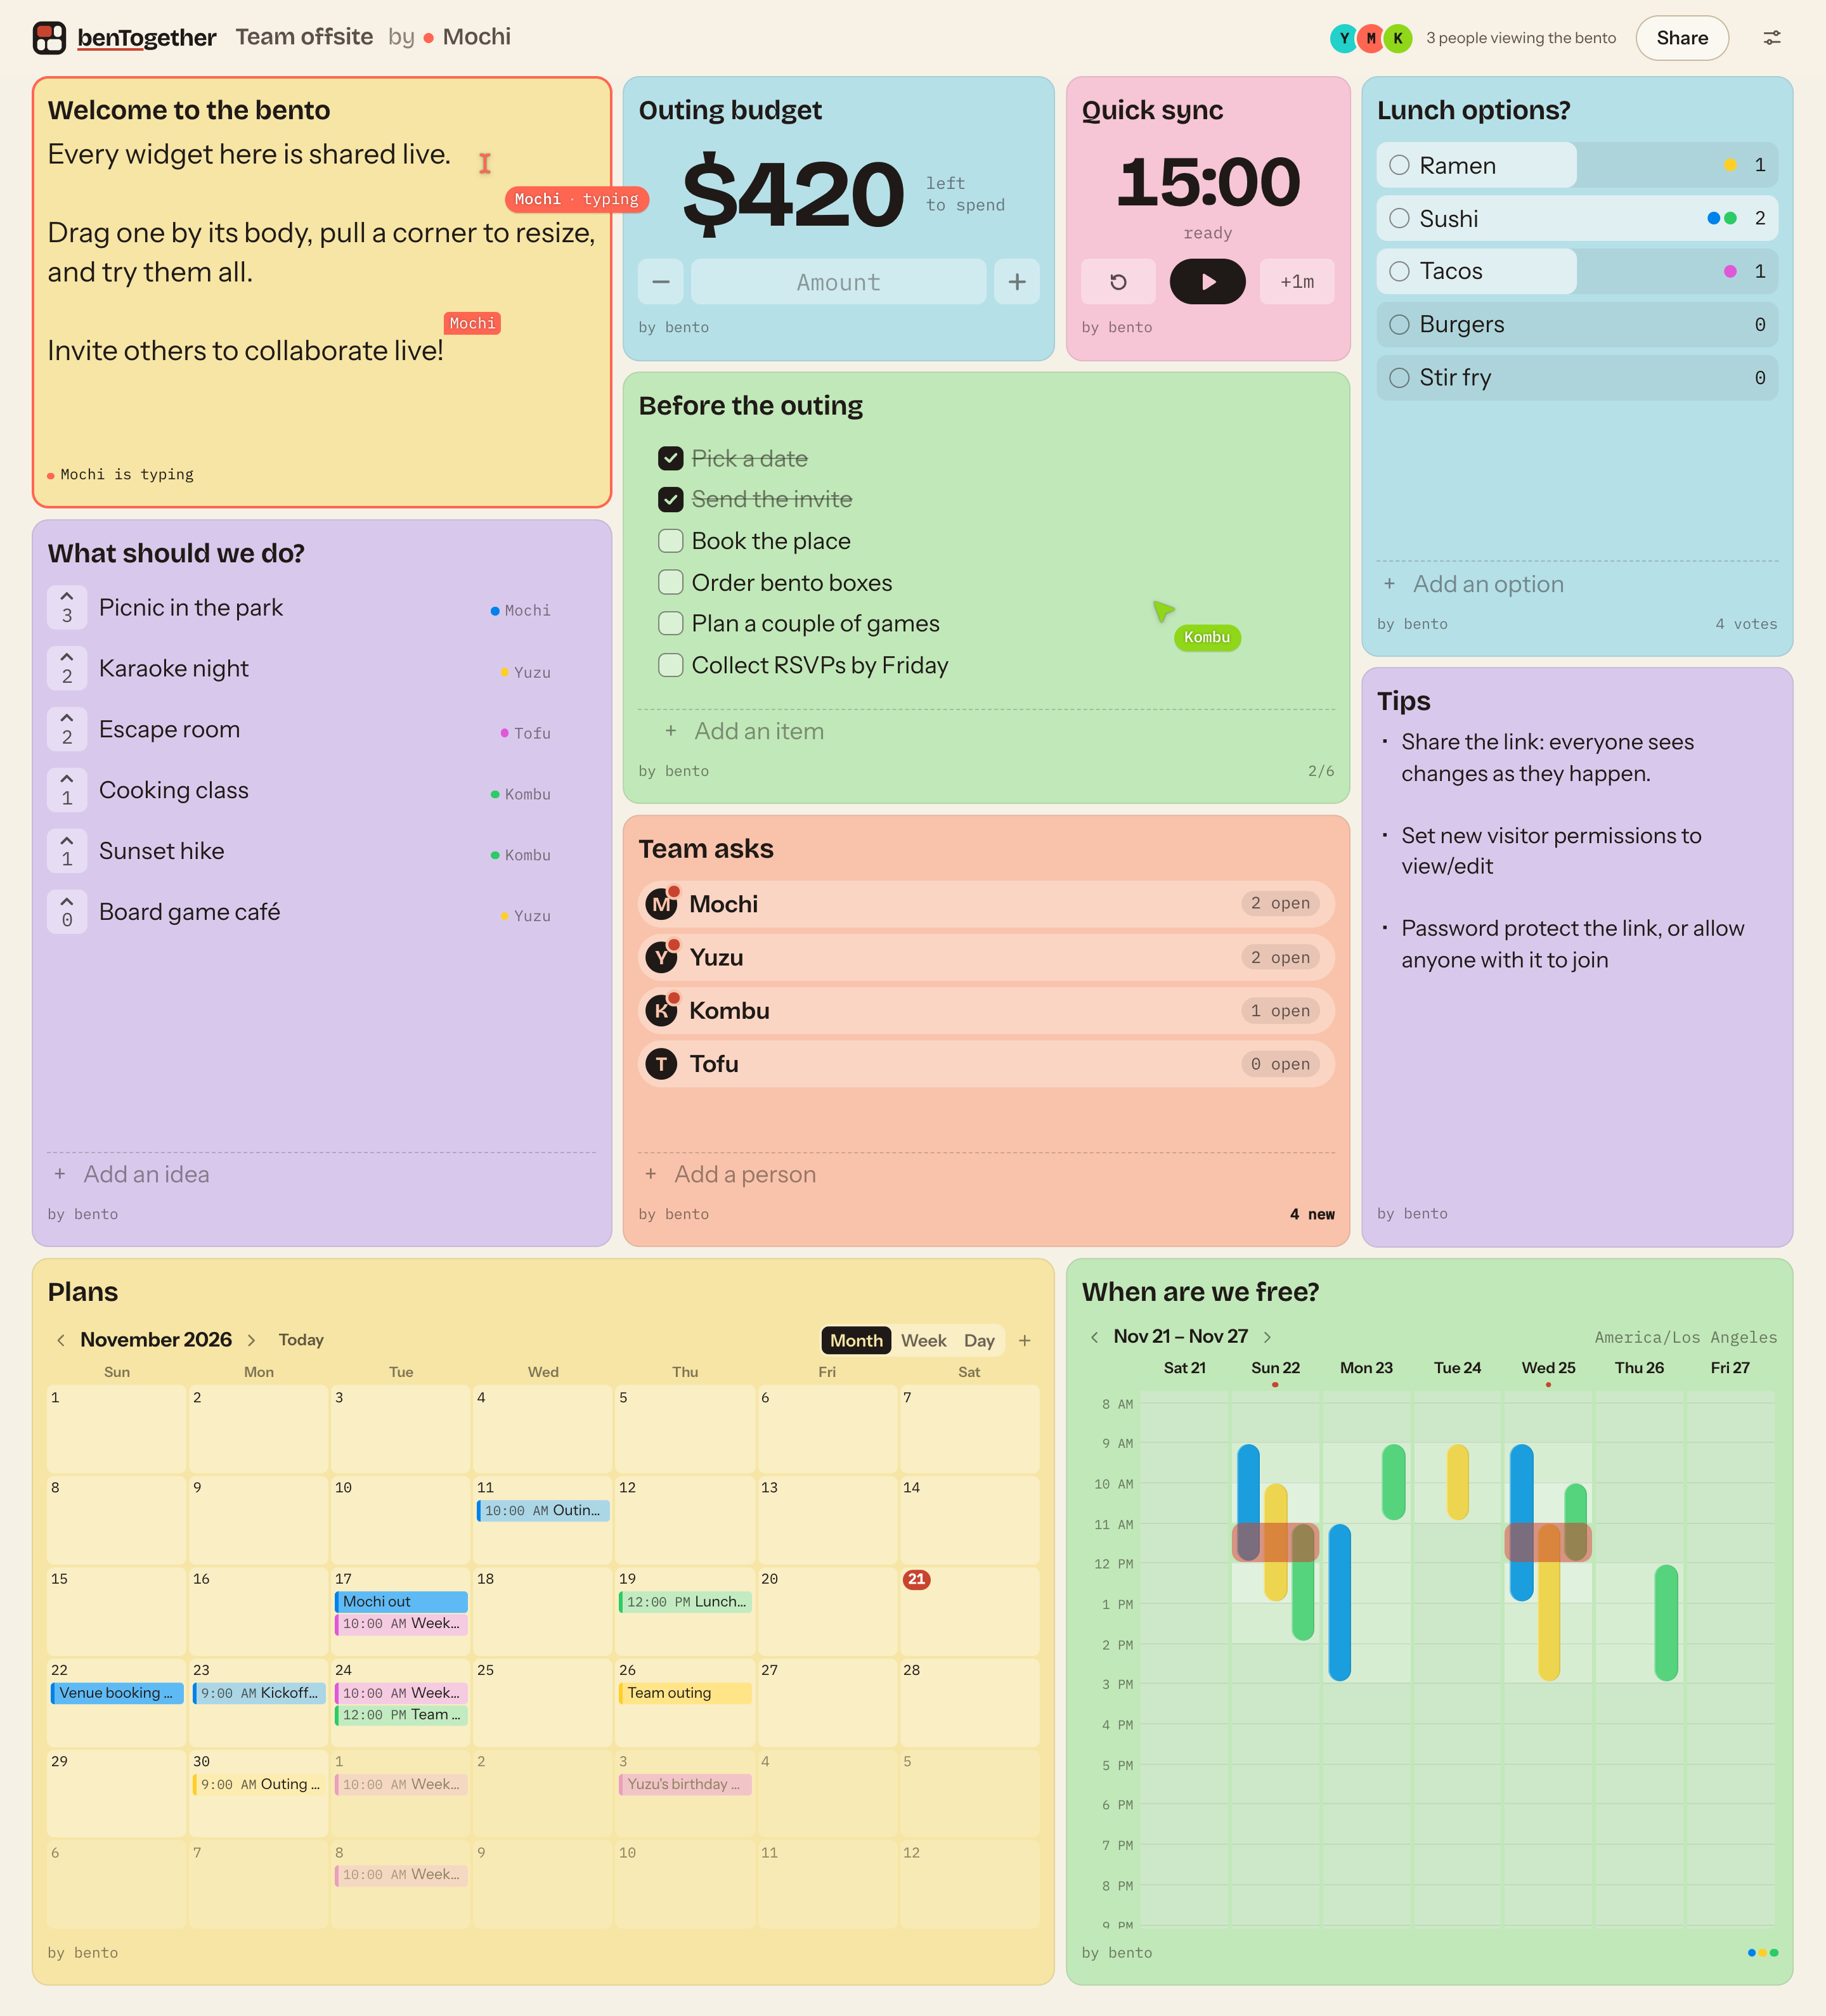 benTogether Team offsite by Mochi
Y M K 3 people viewing the bento Share
Welcome to the bento
Every widget here is shared live.
Mochi · typing
Drag one by its body, pull a corner to resize,
and try them all.
Mochi
Invite others to collaborate live!
Mochi is typing
Outing budget
$420 left
to spend
− Amount +
by bento
Quick sync
15:00
ready
+1m
by bento
Lunch options?
Ramen 1
Sushi 2
Tacos 1
Burgers 0
Stir fry 0
+ Add an option
by bento 4 votes
What should we do?
3 Picnic in the park Mochi
2 Karaoke night Yuzu
2 Escape room Tofu
1 Cooking class Kombu
1 Sunset hike Kombu
0 Board game café Yuzu
+ Add an idea
by bento
Before the outing
Pick a date
Send the invite
Book the place
Order bento boxes
Plan a couple of games
Kombu
Collect RSVPs by Friday
+ Add an item
by bento 2/6
Team asks
M Mochi 2 open
Y Yuzu 2 open
K Kombu 1 open
T Tofu 0 open
+ Add a person
by bento 4 new
Tips
· Share the link: everyone sees
changes as they happen.
· Set new visitor permissions to
view/edit
· Password protect the link, or allow
anyone with it to join
by bento
Plans
November 2026 Today Month Week Day +
Sun Mon Tue Wed Thu Fri Sat
1 2 3 4 5 6 7
8 9 10 11 12 13 14
10:00 AM Outin...
15 16 17 18 19 20 21
Mochi out 12:00 PM Lunch...
10:00 AM Week...
22 23 24 25 26 27 28
Venue booking ... 9:00 AM Kickoff... 10:00 AM Week... Team outing
12:00 PM Team ...
29 30 1 2 3 4 5
9:00 AM Outing ... 10:00 AM Week... Yuzu's birthday ...
6 7 8 9 10 11 12
10:00 AM Week...
by bento
When are we free?
Nov 21 – Nov 27 America/Los Angeles
Sat 21 Sun 22 Mon 23 Tue 24 Wed 25 Thu 26 Fri 27
8 AM
9 AM
10 AM
11 AM
12 PM
1 PM
2 PM
3 PM
4 PM
5 PM
6 PM
7 PM
8 PM
9 PM
by bento